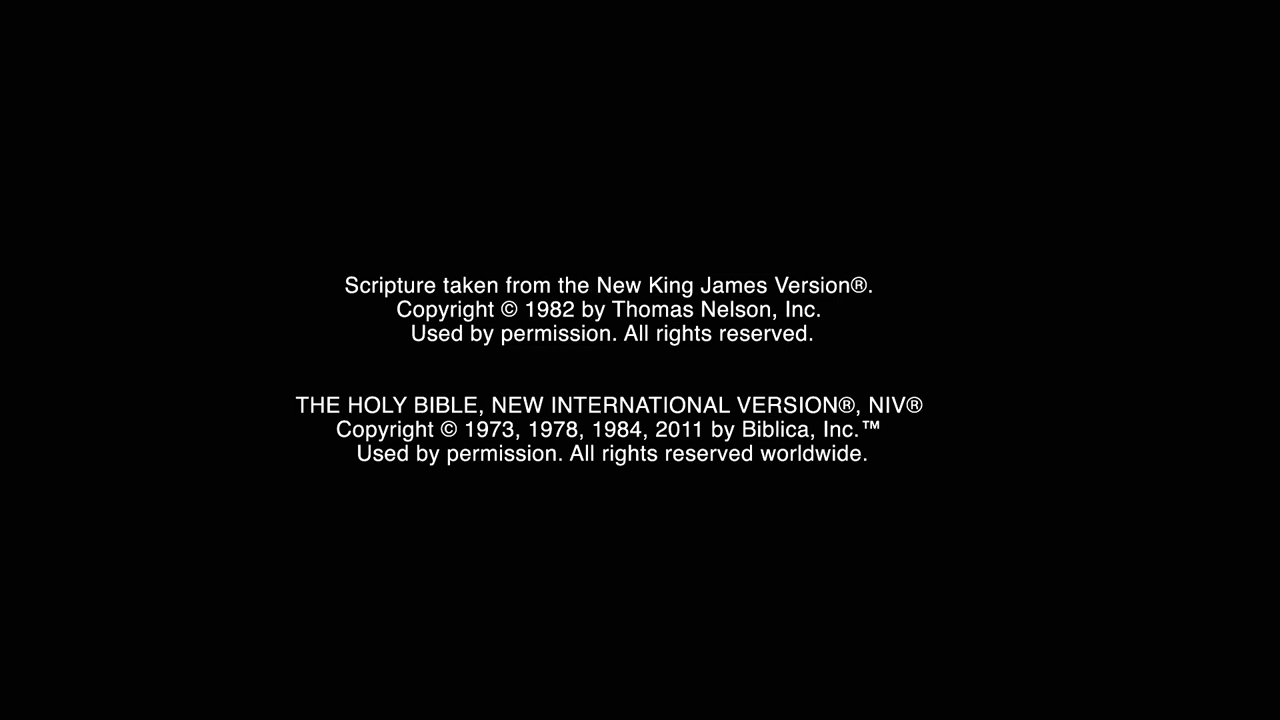 Scripture taken from the New King James Version®.
Copyright © 1982 by Thomas Nelson, Inc.
Used by permission. All rights reserved.
THE HOLY BIBLE, NEW INTERNATIONAL VERSION®, NIV®
Copyright © 1973, 1978, 1984, 2011 by Biblica, Inc.™
Used by permission. All rights reserved worldwide.